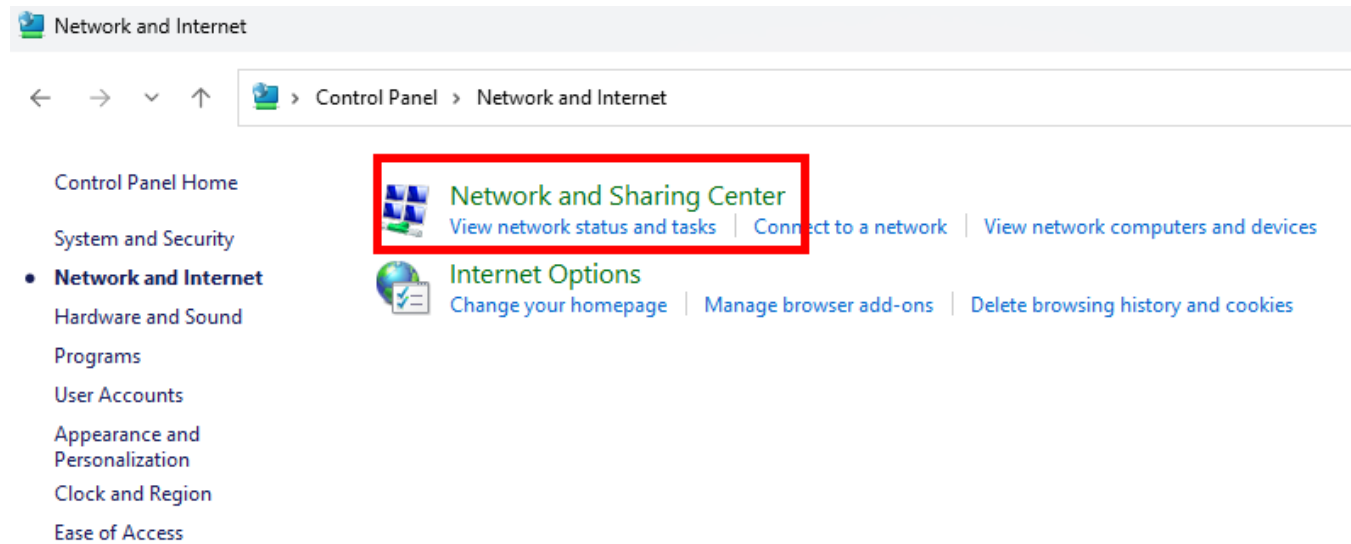 Network and Internet
Control Panel > Network and Internet
Control Panel Home
System and Security
Network and Internet
Hardware and Sound
Programs
User Accounts
Appearance and
Personalization
Clock and Region
Ease of Access
Network and Sharing Center
View network status and tasks | Connect to a network | View network computers and devices
Internet Options
Change your homepage | Manage browser add-ons | Delete browsing history and cookies